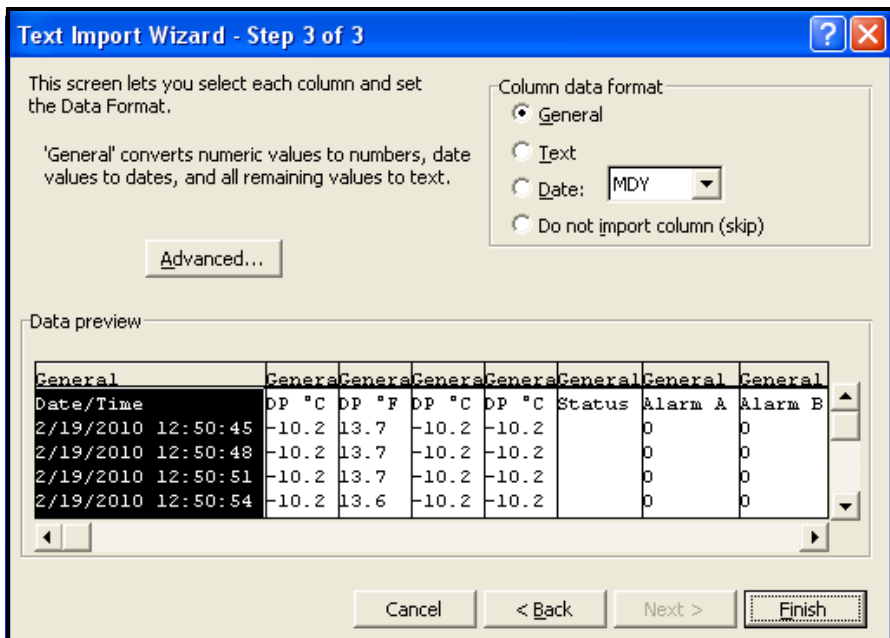 Text Import Wizard - Step 3 of 3
This screen lets you select each column and set
the Data Format.
'General' converts numeric values to numbers, date
values to dates, and all remaining values to text.
Advanced...
Column data format
General
Text
Date: MDY
Do not import column (skip)
Data preview
General GeneraGeneraGeneraGeneraGeneralGeneral General
Date/Time DP °C DP °F DP °C DP °C Status Alarm A Alarm B
2/19/2010 12:50:45 -10.2 13.7 -10.2 -10.2 0 0
2/19/2010 12:50:48 -10.2 13.7 -10.2 -10.2 0 0
2/19/2010 12:50:51 -10.2 13.7 -10.2 -10.2 0 0
2/19/2010 12:50:54 -10.2 13.6 -10.2 -10.2 0 0
Cancel < Back Next > Finish